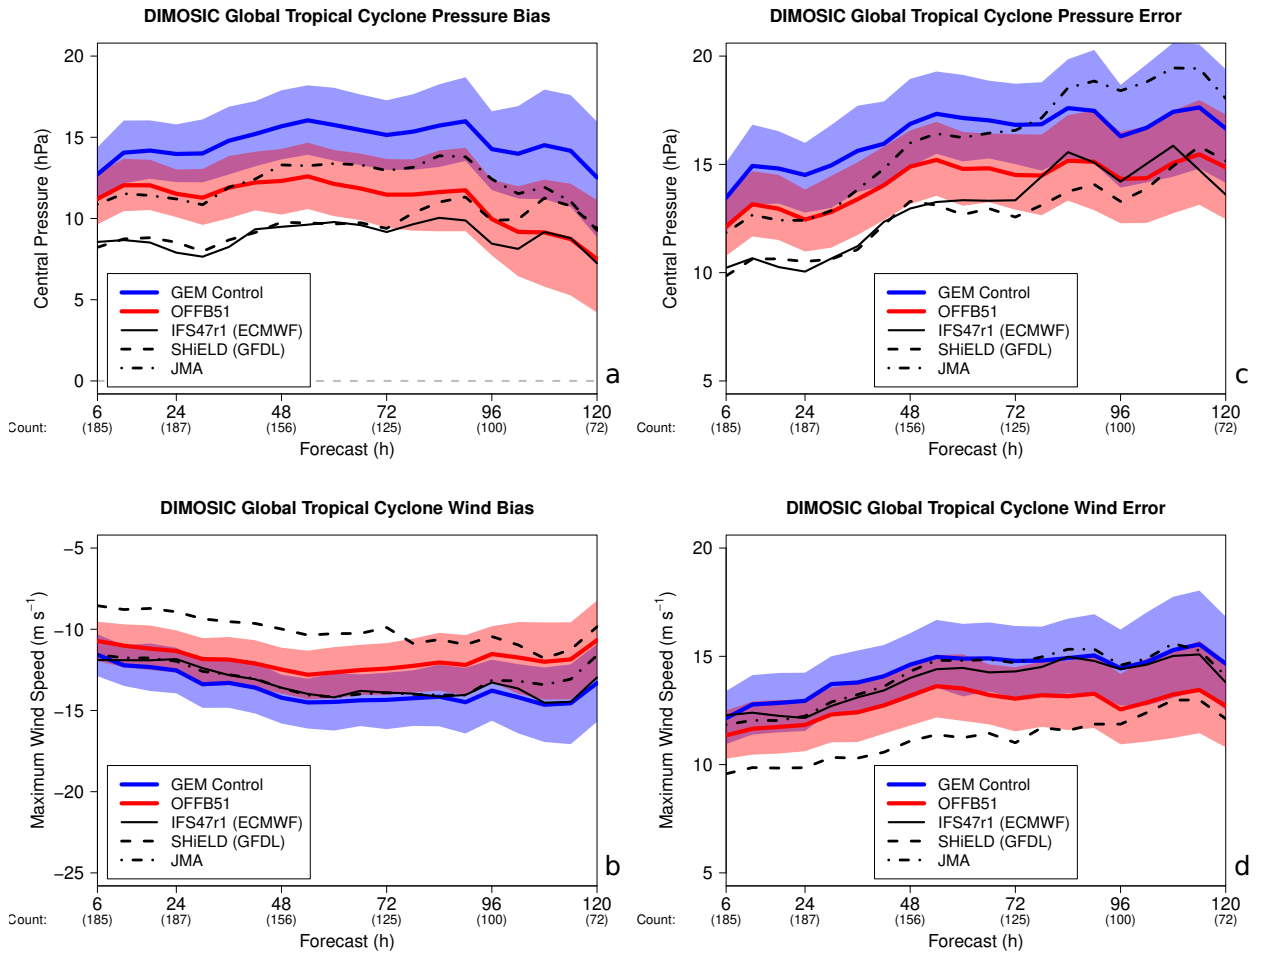 DIMOSIC Global Tropical Cyclone Pressure Bias
20
15
10
5
0
Central Pressure (hPa)
GEM Control
OFFB51
IFS47r1 (ECMWF)
SHiELD (GFDL)
JMA
a
6 24 48 72 96 120
Count: (185) (187) (156) (125) (100) (72)
Forecast (h)
DIMOSIC Global Tropical Cyclone Pressure Error
20
15
10
5
Central Pressure (hPa)
GEM Control
OFFB51
IFS47r1 (ECMWF)
SHiELD (GFDL)
JMA
c
6 24 48 72 96 120
Count: (185) (187) (156) (125) (100) (72)
Forecast (h)
DIMOSIC Global Tropical Cyclone Wind Bias
−5
−10
−15
−20
−25
Maximum Wind Speed (m s⁻¹)
GEM Control
OFFB51
IFS47r1 (ECMWF)
SHiELD (GFDL)
JMA
b
6 24 48 72 96 120
Count: (185) (187) (156) (125) (100) (72)
Forecast (h)
DIMOSIC Global Tropical Cyclone Wind Error
20
15
10
5
Maximum Wind Speed (m s⁻¹)
GEM Control
OFFB51
IFS47r1 (ECMWF)
SHiELD (GFDL)
JMA
d
6 24 48 72 96 120
Count: (185) (187) (156) (125) (100) (72)
Forecast (h)